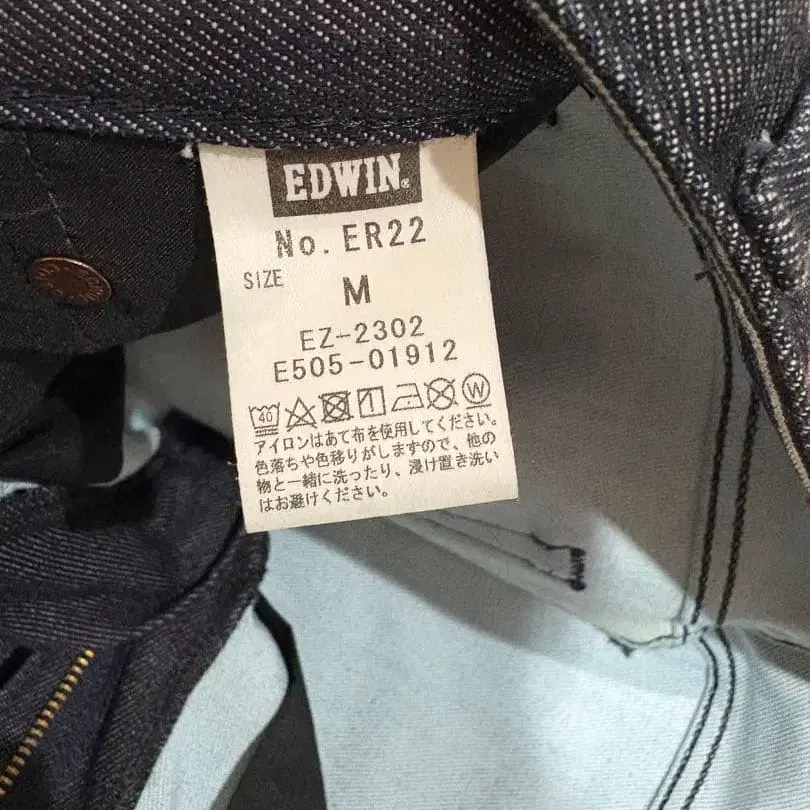 EDWIN
No. ER22
SIZE
M
EZ-2302
E505-01912
40 1 W
アイロンはあて布を使用してください。
色落ちや色移りがしますので、他の
物と一緒に洗ったり、浸け置き洗い
はお避けください。